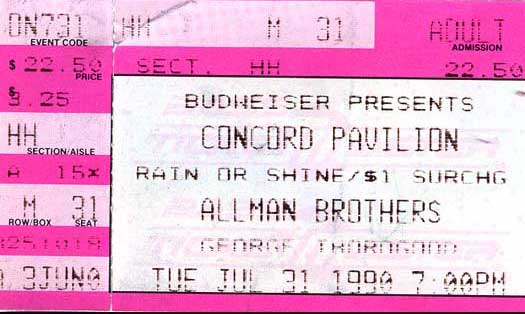 ON731 HH M 31 ADULT
EVENT CODE ADMISSION
$ 22.50 SECT. HH 22.50
PRICE
$ 3.25 BUDWEISER PRESENTS
HH CONCORD PAVILION
SECTION/AISLE
A 15X RAIN OR SHINE/$1 SURCHG
M 31 ALLMAN BROTHERS
ROW/BOX SEAT
GEORGE THOROGOOD
3JUN0 TUE JUL 31 1990 7:00PM